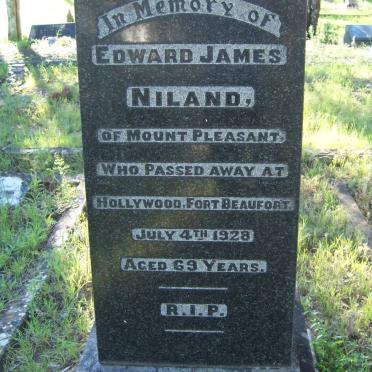 In Memory of
EDWARD JAMES
NILAND,
OF MOUNT PLEASANT.
WHO PASSED AWAY AT
HOLLYWOOD, FORT BEAUFORT.
JULY 4TH 1928
AGED 69 YEARS.
R.I.P.